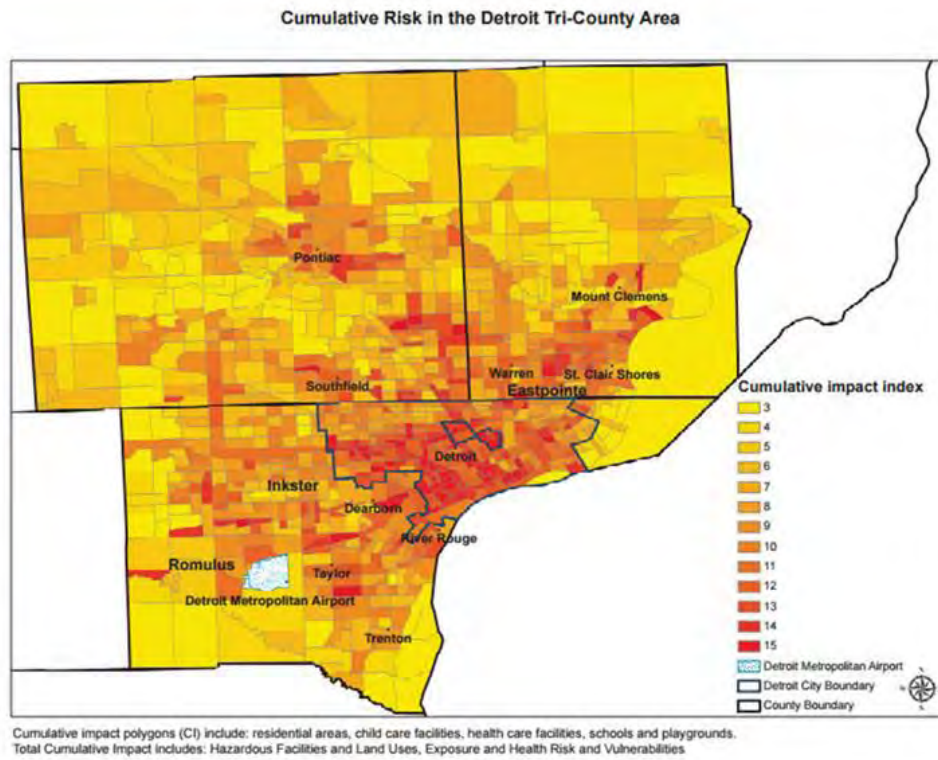 Cumulative Risk in the Detroit Tri-County Area
Pontiac
Mount Clemens
Southfield
Warren
St. Clair Shores
Eastpointe
Detroit
Inkster
Dearborn
River Rouge
Romulus
Taylor
Detroit Metropolitan Airport
Trenton
Cumulative impact index
3
4
5
6
7
8
9
10
11
12
13
14
15
Detroit Metropolitan Airport
Detroit City Boundary
County Boundary
Cumulative impact polygons (CI) include: residential areas, child care facilities, health care facilities, schools and playgrounds.
Total Cumulative Impact includes: Hazardous Facilities and Land Uses, Exposure and Health Risk and Vulnerabilities